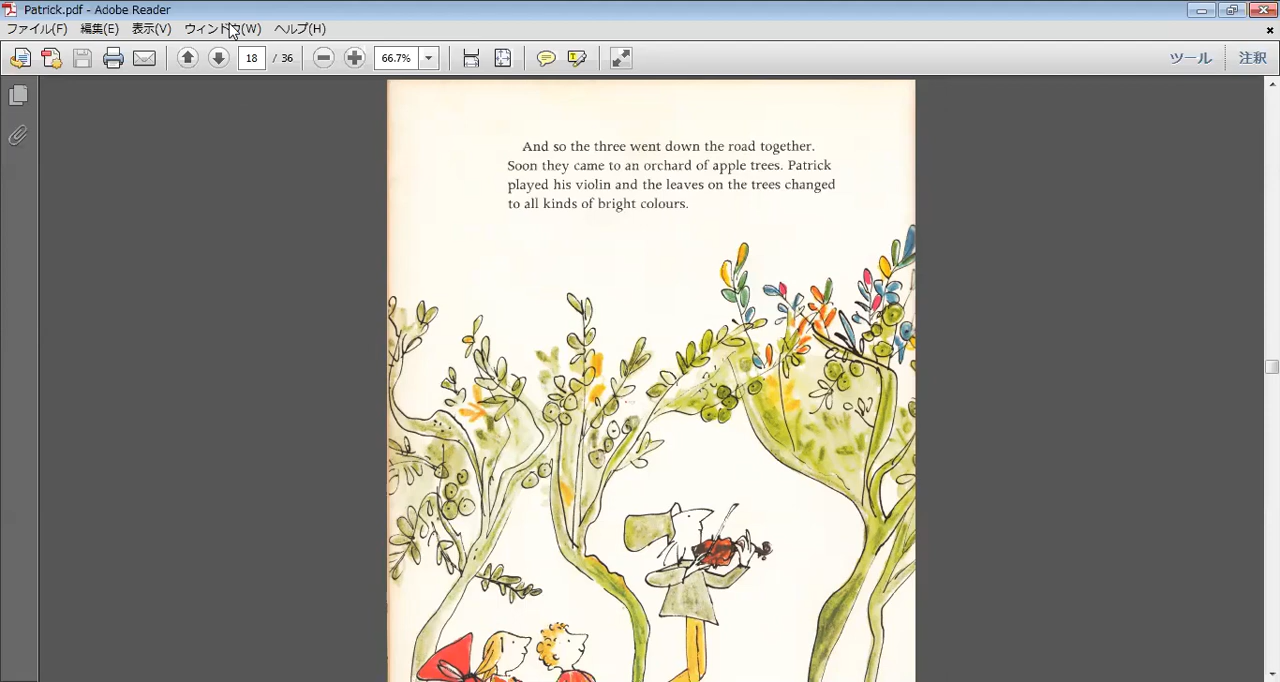 Patrick.pdf - Adobe Reader
ファイル(F) 編集(E) 表示(V) ウィンドウ(W) ヘルプ(H)
18 / 36 66.7% ツール 注釈
And so the three went down the road together.
Soon they came to an orchard of apple trees. Patrick
played his violin and the leaves on the trees changed
to all kinds of bright colours.